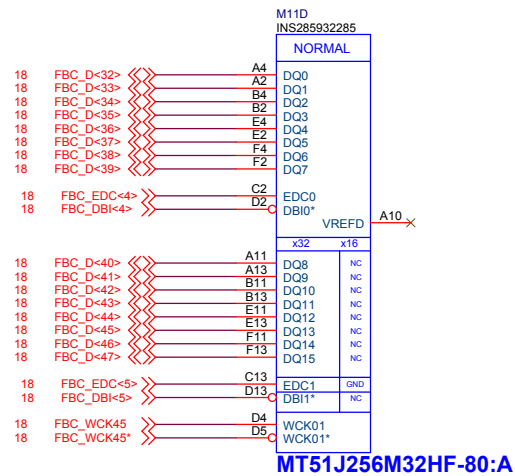 M11D
INS285932285
NORMAL
18 FBC_D<32> A4 DQ0
18 FBC_D<33> A2 DQ1
18 FBC_D<34> B4 DQ2
18 FBC_D<35> B2 DQ3
18 FBC_D<36> E4 DQ4
18 FBC_D<37> E2 DQ5
18 FBC_D<38> F4 DQ6
18 FBC_D<39> F2 DQ7
18 FBC_EDC<4> C2 EDC0
18 FBC_DBI<4> D2 DBI0*
VREFD A10
x32 x16
18 FBC_D<40> A11 DQ8 NC
18 FBC_D<41> A13 DQ9 NC
18 FBC_D<42> B11 DQ10 NC
18 FBC_D<43> B13 DQ11 NC
18 FBC_D<44> E11 DQ12 NC
18 FBC_D<45> E13 DQ13 NC
18 FBC_D<46> F11 DQ14 NC
18 FBC_D<47> F13 DQ15 NC
18 FBC_EDC<5> C13 EDC1 GND
18 FBC_DBI<5> D13 DBI1* NC
18 FBC_WCK45 D4 WCK01
18 FBC_WCK45* D5 WCK01*
MT51J256M32HF-80:A